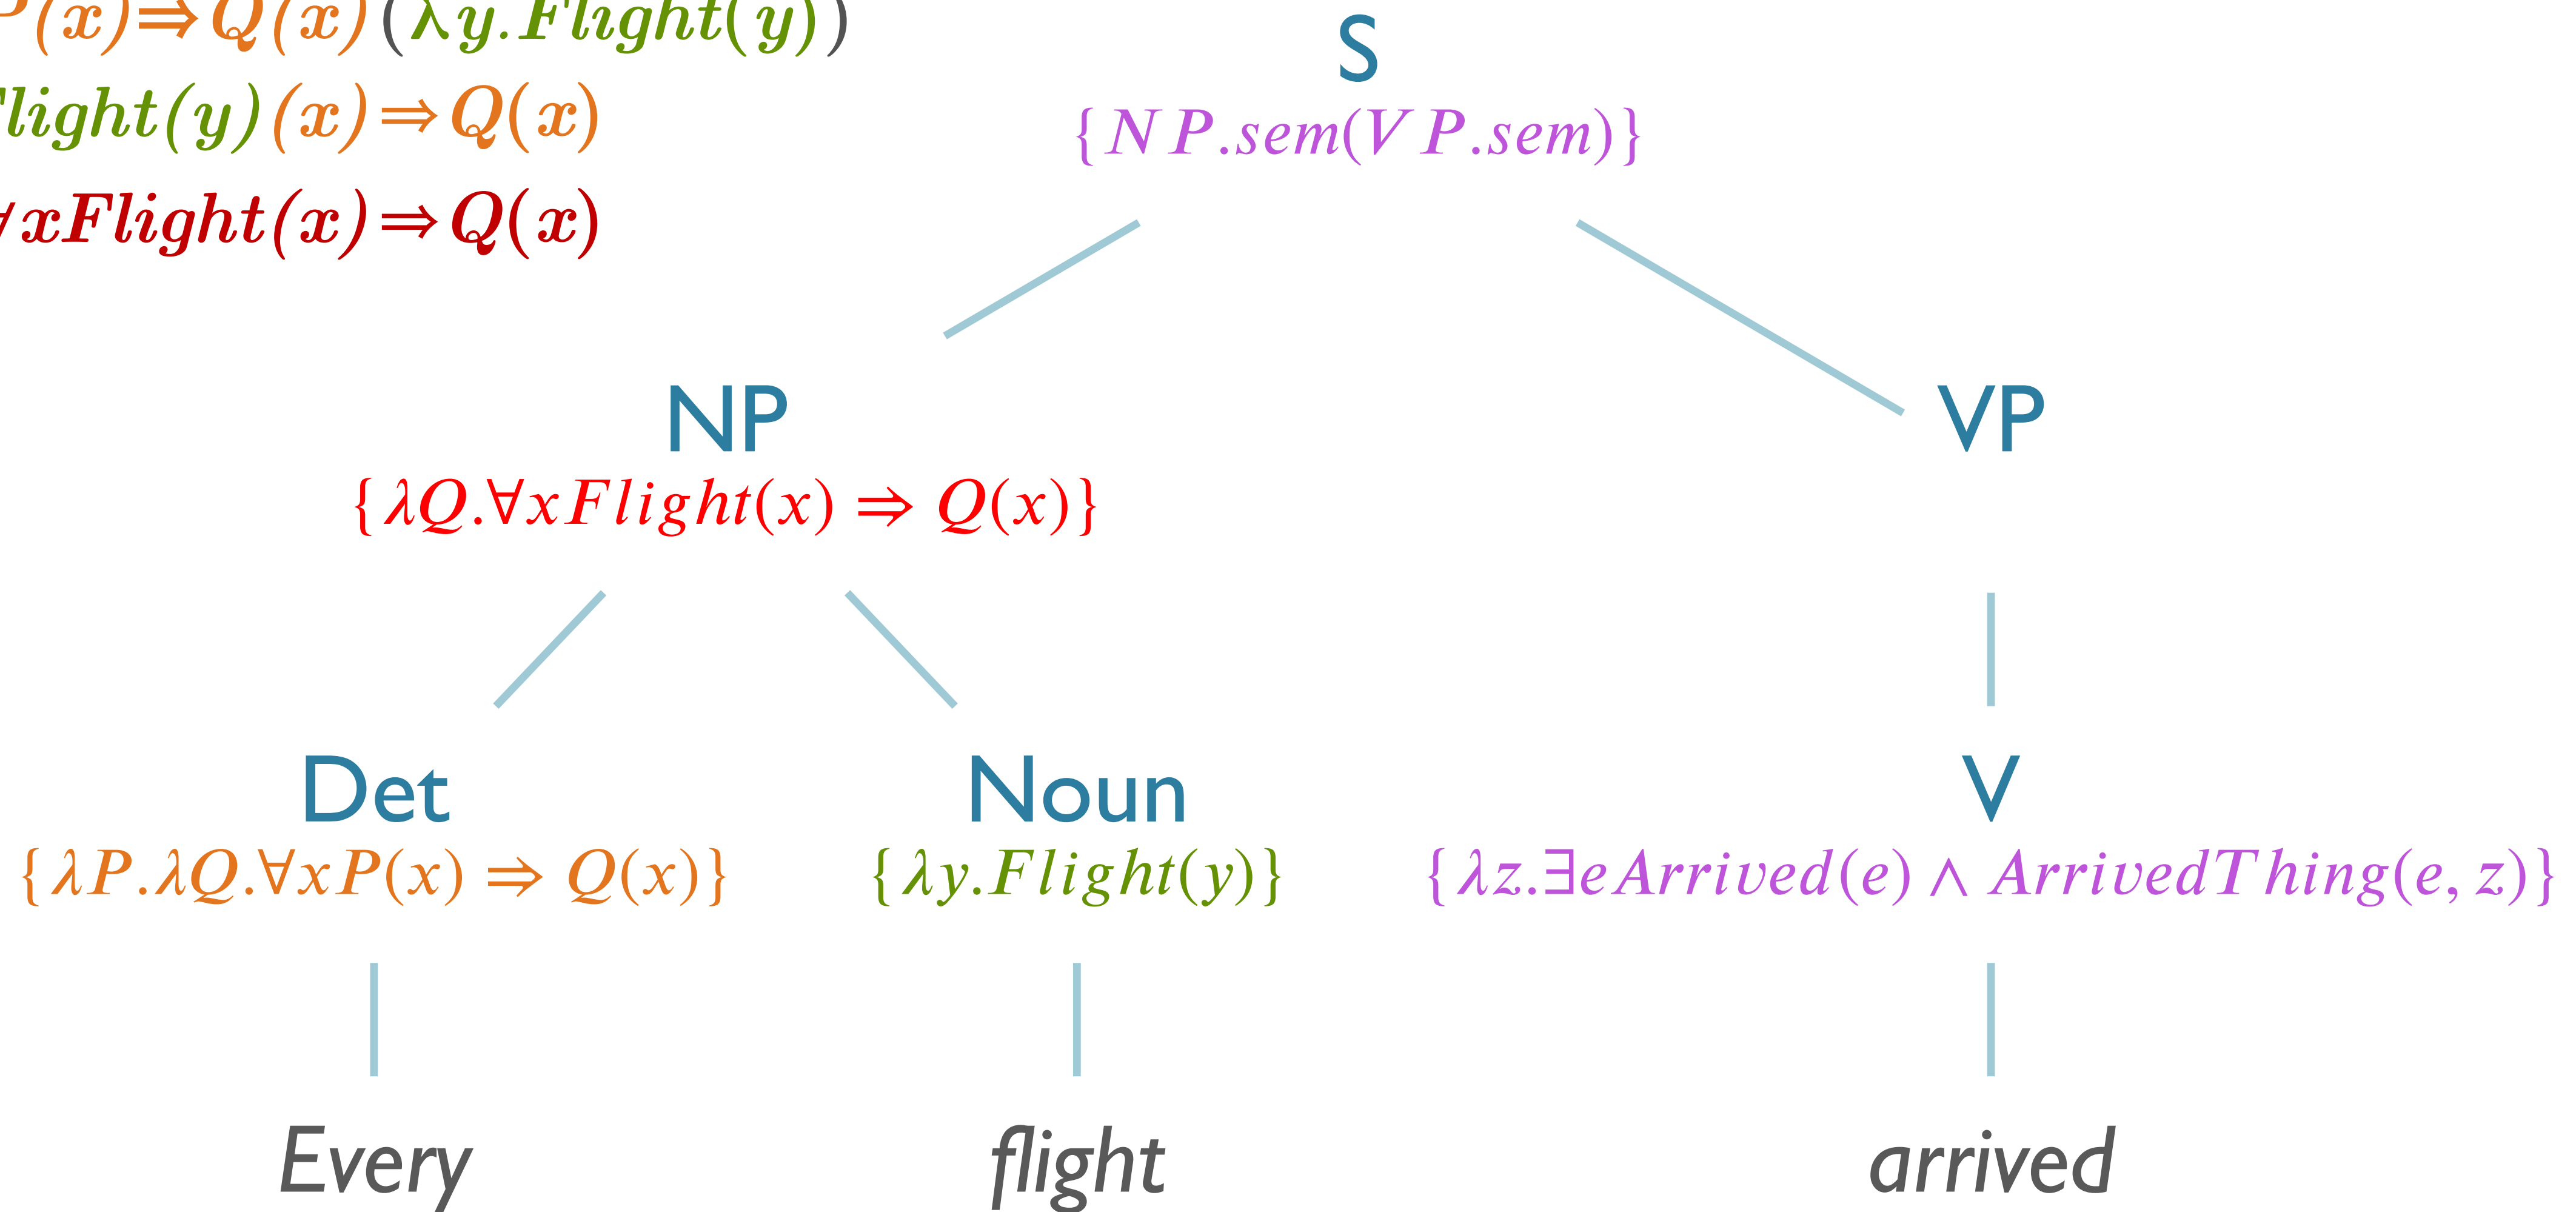 P(x)⇒Q(x)(λy.Flight(y))
Flight(y)(x)⇒Q(x)
∀xFlight(x)⇒Q(x)
S
{NP.sem(VP.sem)}
NP
VP
{λQ.∀xFlight(x) ⇒ Q(x)}
Det
Noun
V
{λP.λQ.∀xP(x) ⇒ Q(x)}
{λy.Flight(y)}
{λz.∃eArrived(e) ∧ ArrivedThing(e, z)}
Every
flight
arrived